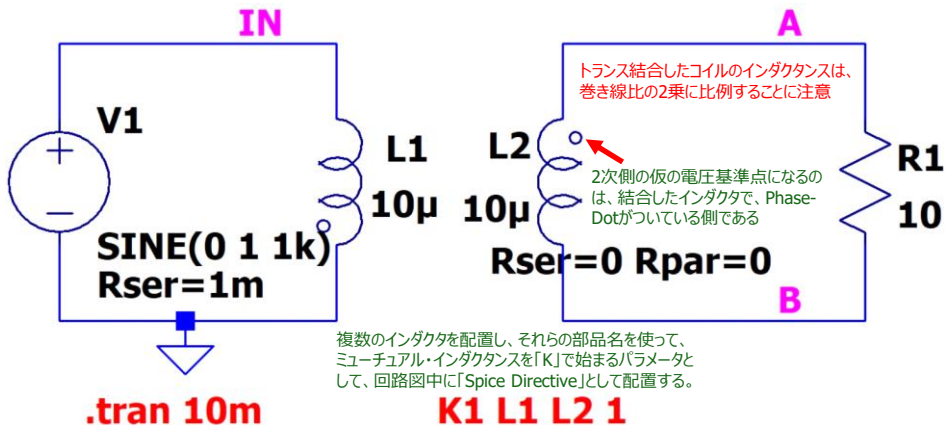 IN
A
トランス結合したコイルのインダクタンスは、
巻き線比の2乗に比例することに注意
V1
L1
10µ
L2
10µ
2次側の仮の電圧基準点になるの
は、結合したインダクタで、Phase-
Dotがついている側である
R1
10
SINE(0 1 1k)
Rser=1m
Rser=0 Rpar=0
B
複数のインダクタを配置し、それらの部品名を使って、
ミューチュアル・インダクタンスを「K」で始まるパラメータと
して、回路図中に「Spice Directive」として配置する。
.tran 10m
K1 L1 L2 1